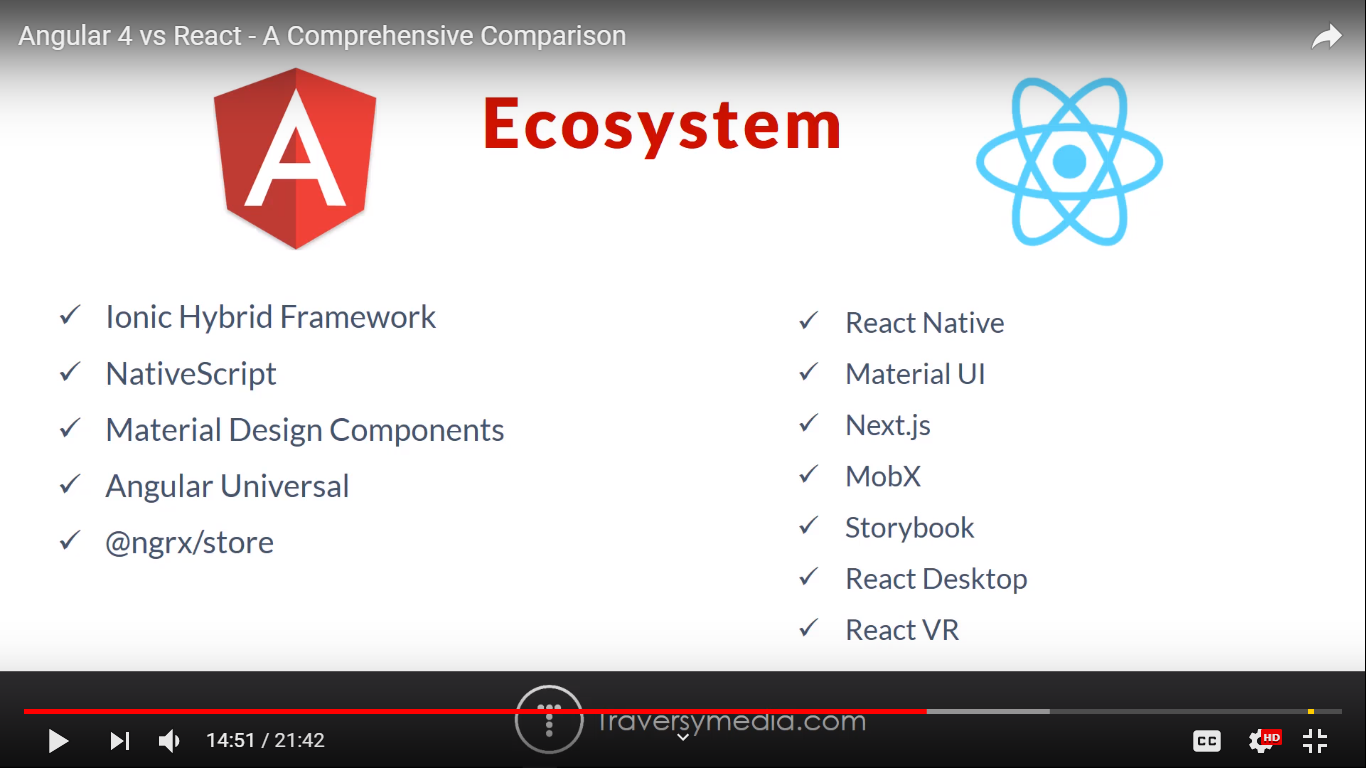 Angular 4 vs React - A Comprehensive Comparison
Ecosystem
Ionic Hybrid Framework
NativeScript
Material Design Components
Angular Universal
@ngrx/store
React Native
Material UI
Next.js
MobX
Storybook
React Desktop
React VR
Traversymedia.com
14:51 / 21:42
CC
HD